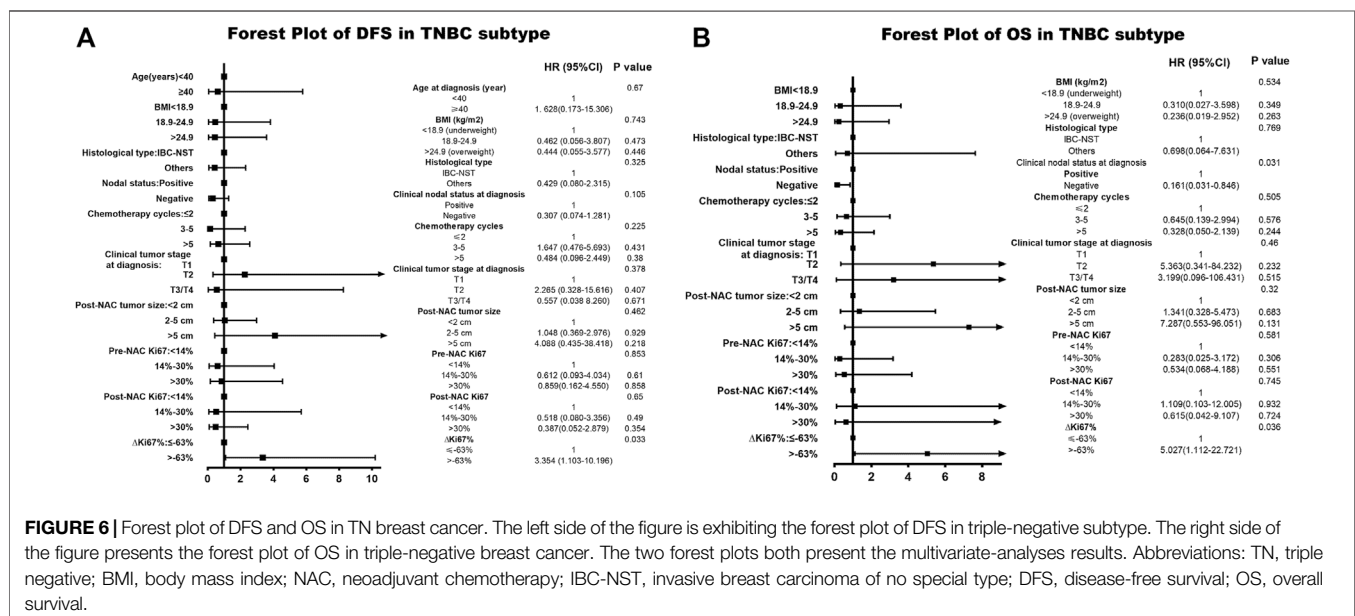 A
Forest Plot of DFS in TNBC subtype
HR (95%CI) P value
Age(years)<40
≥40
BMI<18.9
18.9-24.9
>24.9
Histological type:IBC-NST
Others
Nodal status:Positive
Negative
Chemotherapy cycles:≤2
3-5
>5
Clinical tumor stage
at diagnosis: T1
T2
T3/T4
Post-NAC tumor size:<2 cm
2-5 cm
>5 cm
Pre-NAC Ki67:<14%
14%-30%
>30%
Post-NAC Ki67:<14%
14%-30%
>30%
ΔKi67%:≤-63%
>-63%
0 2 4 6 8 10
Age at diagnosis (year) 0.67
<40 1
≥40 1. 628(0.173-15.306)
BMI (kg/m2) 0.743
<18.9 (underweight) 1
18.9-24.9 0.462 (0.056-3.807) 0.473
>24.9 (overweight) 0.444 (0.055-3.577) 0.446
Histological type 0.325
IBC-NST 1
Others 0.429 (0.080-2.315)
Clinical nodal status at diagnosis 0.105
Positive 1
Negative 0.307 (0.074-1.281)
Chemotherapy cycles 0.225
≤2 1
3-5 1.647 (0.476-5.693) 0.431
>5 0.484 (0.096-2.449) 0.38
Clinical tumor stage at diagnosis 0.378
T1 1
T2 2.265 (0.328-15.616) 0.407
T3/T4 0.557 (0.038 8.260) 0.671
Post-NAC tumor size 0.462
<2 cm 1
2-5 cm 1.048 (0.369-2.976) 0.929
>5 cm 4.088 (0.435-38.418) 0.218
Pre-NAC Ki67 0.853
<14% 1
14%-30% 0.612 (0.093-4.034) 0.61
>30% 0.859(0.162-4.550) 0.858
Post-NAC Ki67 0.65
<14% 1
14%-30% 0.518 (0.080-3.356) 0.49
>30% 0.387(0.052-2.879) 0.354
ΔKi67% 0.033
≤-63% 1
>-63% 3.354 (1.103-10.196)
B
Forest Plot of OS in TNBC subtype
HR (95%CI) P value
BMI<18.9
18.9-24.9
>24.9
Histological type:IBC-NST
Others
Nodal status:Positive
Negative
Chemotherapy cycles:≤2
3-5
>5
Clinical tumor stage
at diagnosis: T1
T2
T3/T4
Post-NAC tumor size:<2 cm
2-5 cm
>5 cm
Pre-NAC Ki67:<14%
14%-30%
>30%
Post-NAC Ki67:<14%
14%-30%
>30%
ΔKi67%:≤-63%
>-63%
0 2 4 6 8
BMI (kg/m2) 0.534
<18.9 (underweight) 1
18.9-24.9 0.310(0.027-3.598) 0.349
>24.9 (overweight) 0.236(0.019-2.952) 0.263
Histological type 0.769
IBC-NST 1
Others 0.698(0.064-7.631)
Clinical nodal status at diagnosis 0.031
Positive 1
Negative 0.161(0.031-0.846)
Chemotherapy cycles 0.505
≤2 1
3-5 0.645(0.139-2.994) 0.576
>5 0.328(0.050-2.139) 0.244
Clinical tumor stage at diagnosis 0.46
T1 1
T2 5.363(0.341-84.232) 0.232
T3/T4 3.199(0.096-106.431) 0.515
Post-NAC tumor size 0.32
<2 cm 1
2-5 cm 1.341(0.328-5.473) 0.683
>5 cm 7.287(0.553-96.051) 0.131
Pre-NAC Ki67 0.581
<14% 1
14%-30% 0.283(0.025-3.172) 0.306
>30% 0.534(0.068-4.188) 0.551
Post-NAC Ki67 0.745
<14% 1
14%-30% 1.109(0.103-12.005) 0.932
>30% 0.615(0.042-9.107) 0.724
ΔKi67% 0.036
≤-63% 1
>-63% 5.027(1.112-22.721)
FIGURE 6 | Forest plot of DFS and OS in TN breast cancer. The left side of the figure is exhibiting the forest plot of DFS in triple-negative subtype. The right side of
the figure presents the forest plot of OS in triple-negative breast cancer. The two forest plots both present the multivariate-analyses results. Abbreviations: TN, triple
negative; BMI, body mass index; NAC, neoadjuvant chemotherapy; IBC-NST, invasive breast carcinoma of no special type; DFS, disease-free survival; OS, overall
survival.